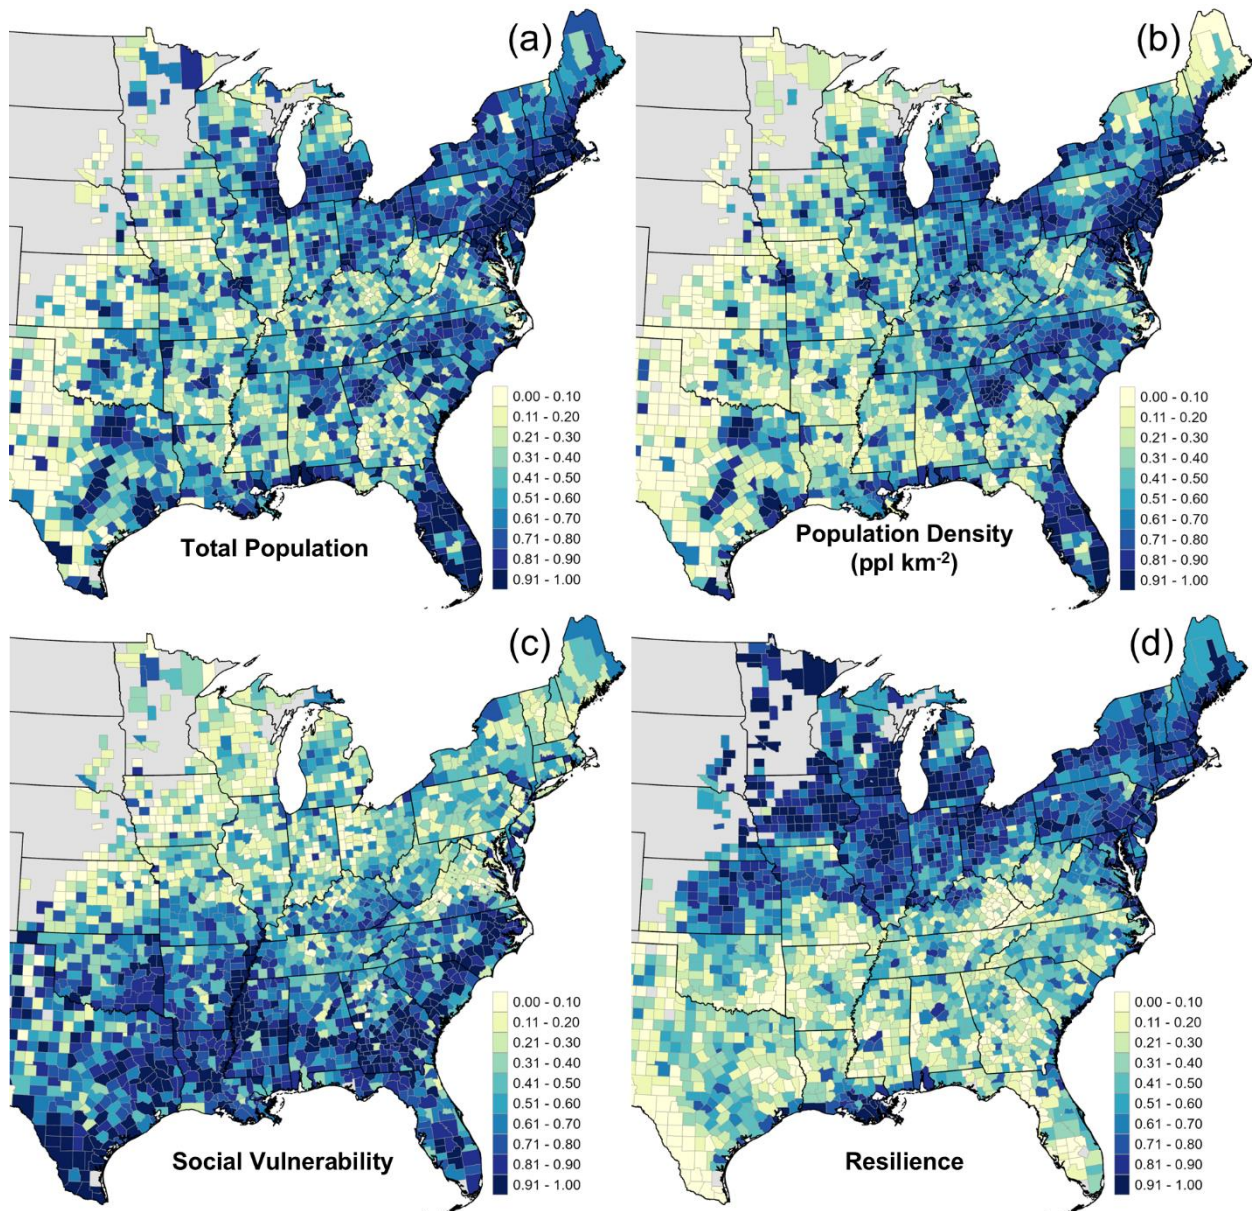 (a)
0.00 - 0.10
0.11 - 0.20
0.21 - 0.30
0.31 - 0.40
0.41 - 0.50
0.51 - 0.60
0.61 - 0.70
0.71 - 0.80
0.81 - 0.90
0.91 - 1.00
Total Population
(b)
0.00 - 0.10
0.11 - 0.20
0.21 - 0.30
0.31 - 0.40
0.41 - 0.50
0.51 - 0.60
0.61 - 0.70
0.71 - 0.80
0.81 - 0.90
0.91 - 1.00
Population Density
(ppl km⁻²)
(c)
0.00 - 0.10
0.11 - 0.20
0.21 - 0.30
0.31 - 0.40
0.41 - 0.50
0.51 - 0.60
0.61 - 0.70
0.71 - 0.80
0.81 - 0.90
0.91 - 1.00
Social Vulnerability
(d)
0.00 - 0.10
0.11 - 0.20
0.21 - 0.30
0.31 - 0.40
0.41 - 0.50
0.51 - 0.60
0.61 - 0.70
0.71 - 0.80
0.81 - 0.90
0.91 - 1.00
Resilience